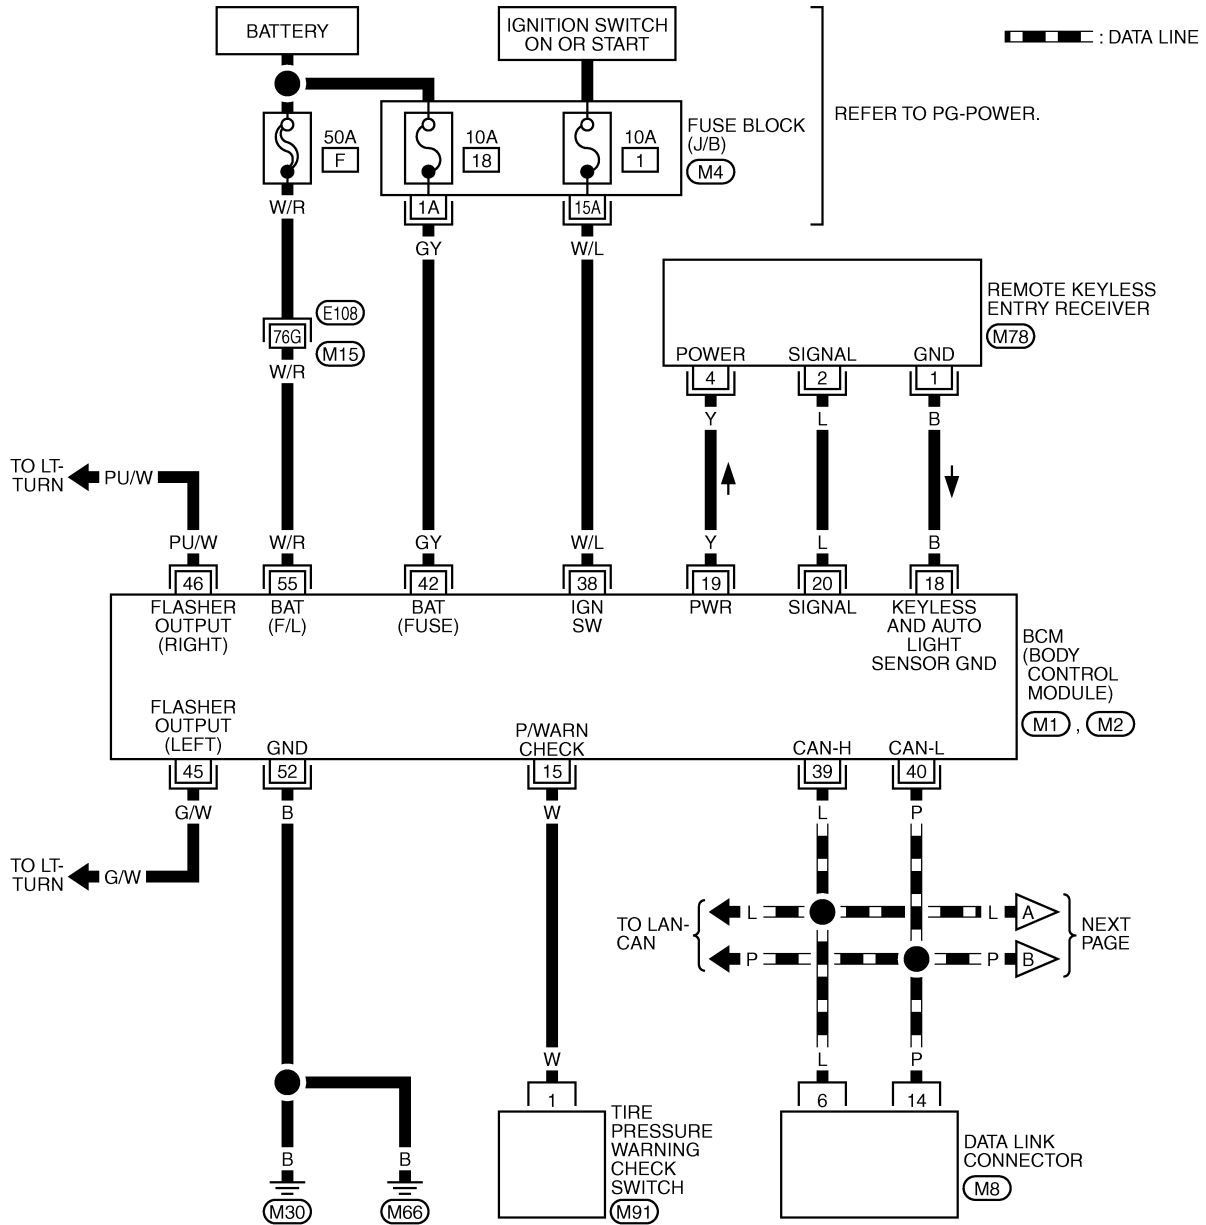 BATTERY
IGNITION SWITCH
ON OR START
: DATA LINE
REFER TO PG-POWER.
50A
F
10A
18
10A
1
FUSE BLOCK
(J/B)
M4
1A
15A
W/R
GY
W/L
76G
E108
M15
W/R
REMOTE KEYLESS
ENTRY RECEIVER
M78
POWER
SIGNAL
GND
4
2
1
Y
L
B
TO LT-
TURN
PU/W
PU/W
W/R
GY
W/L
Y
L
B
46
55
42
38
19
20
18
FLASHER
OUTPUT
(RIGHT)
BAT
(F/L)
BAT
(FUSE)
IGN
SW
PWR
SIGNAL
KEYLESS
AND AUTO
LIGHT
SENSOR GND
BCM
(BODY
CONTROL
MODULE)
M1 , M2
FLASHER
OUTPUT
(LEFT)
GND
P/WARN
CHECK
CAN-H
CAN-L
45
52
15
39
40
G/W
B
W
L
P
TO LT-
TURN
G/W
TO LAN-
CAN
L
L
A
P
P
B
NEXT
PAGE
W
L
P
1
6
14
TIRE
PRESSURE
WARNING
CHECK
SWITCH
M91
DATA LINK
CONNECTOR
M8
B
B
M30
M66